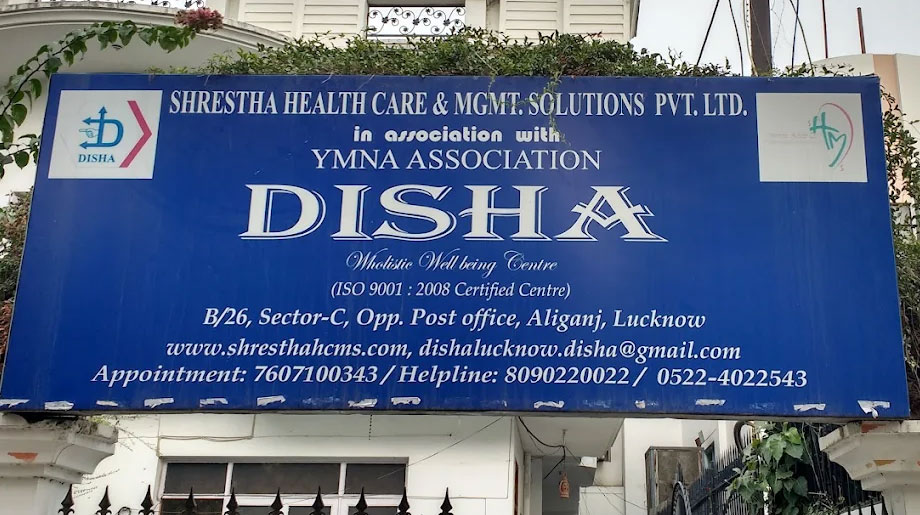 SHRESTHA HEALTH CARE & MGMT. SOLUTIONS PVT. LTD.
in association with
YMNA ASSOCIATION
D
DISHA
HM
DISHA
Wholistic Well being Centre
(ISO 9001 : 2008 Certified Centre)
B/26, Sector-C, Opp. Post office, Aliganj, Lucknow
www.shresthahcms.com, dishalucknow.disha@gmail.com
Appointment: 7607100343 / Helpline: 8090220022 / 0522-4022543